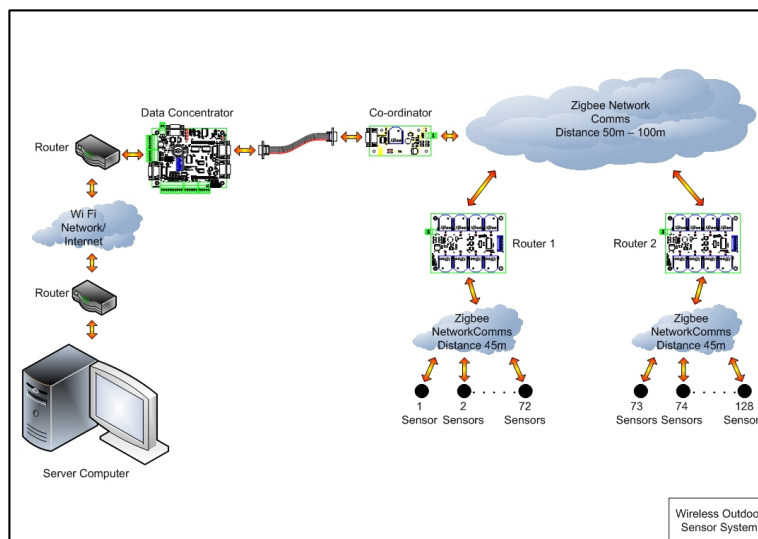 Data Concentrator
Co-ordinator
Zigbee Network
Comms
Distance 50m – 100m
Router
Wi Fi
Network/
Internet
Router
Server Computer
Router 1
Router 2
Zigbee
NetworkComms
Distance 45m
Zigbee
NetworkComms
Distance 45m
1
Sensor
2
Sensors
72
Sensors
73
Sensors
74
Sensors
128
Sensor
Wireless Outdoo
Sensor System